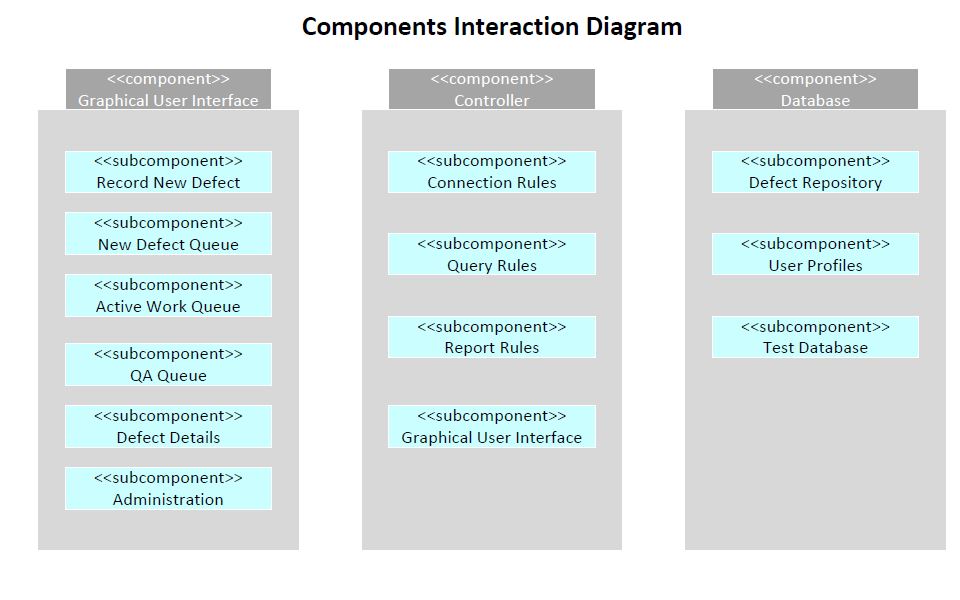 Components Interaction Diagram
<<component>>
Graphical User Interface
<<subcomponent>>
Record New Defect
<<subcomponent>>
New Defect Queue
<<subcomponent>>
Active Work Queue
<<subcomponent>>
QA Queue
<<subcomponent>>
Defect Details
<<subcomponent>>
Administration
<<component>>
Controller
<<subcomponent>>
Connection Rules
<<subcomponent>>
Query Rules
<<subcomponent>>
Report Rules
<<subcomponent>>
Graphical User Interface
<<component>>
Database
<<subcomponent>>
Defect Repository
<<subcomponent>>
User Profiles
<<subcomponent>>
Test Database